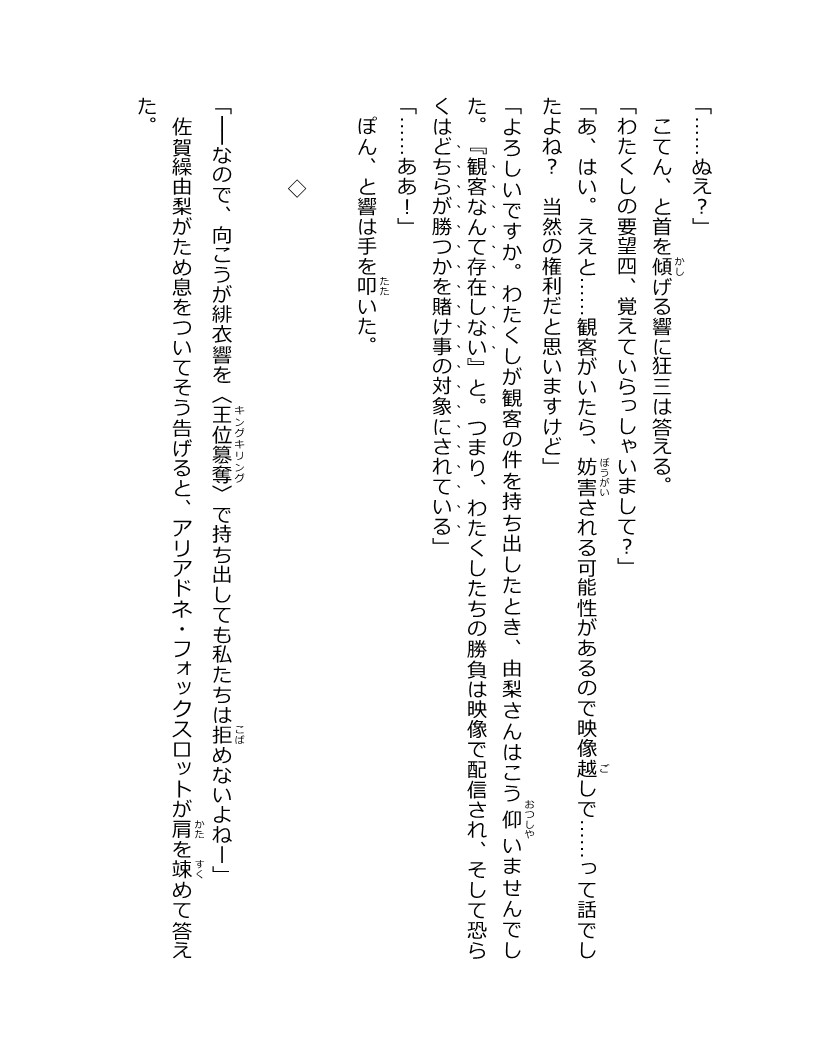 「……ぬえ？」
こてん、と首を傾げる響に狂三は答える。
「わたくしの要望四、覚えていらっしゃいまして？」
「あ、はい。ええと……観客がいたら、妨害される可能性があるので映像越しで……って話でし
たよね？　当然の権利だと思いますけど」
「よろしいですか。わたくしが観客の件を持ち出したとき、由梨さんはこう仰いませんでし
た。『観客なんて存在しない』と。つまり、わたくしたちの勝負は映像で配信され、そして恐ら
くはどちらが勝つかを賭け事の対象にされている」
「……ああ！」
ぽん、と響は手を叩いた。
◇
「──なので、向こうが緋衣響を〈王位簒奪〉で持ち出しても私たちは拒めないよねー」
佐賀繰由梨がため息をついてそう告げると、アリアドネ・フォックスロットが肩を竦めて答え
た。